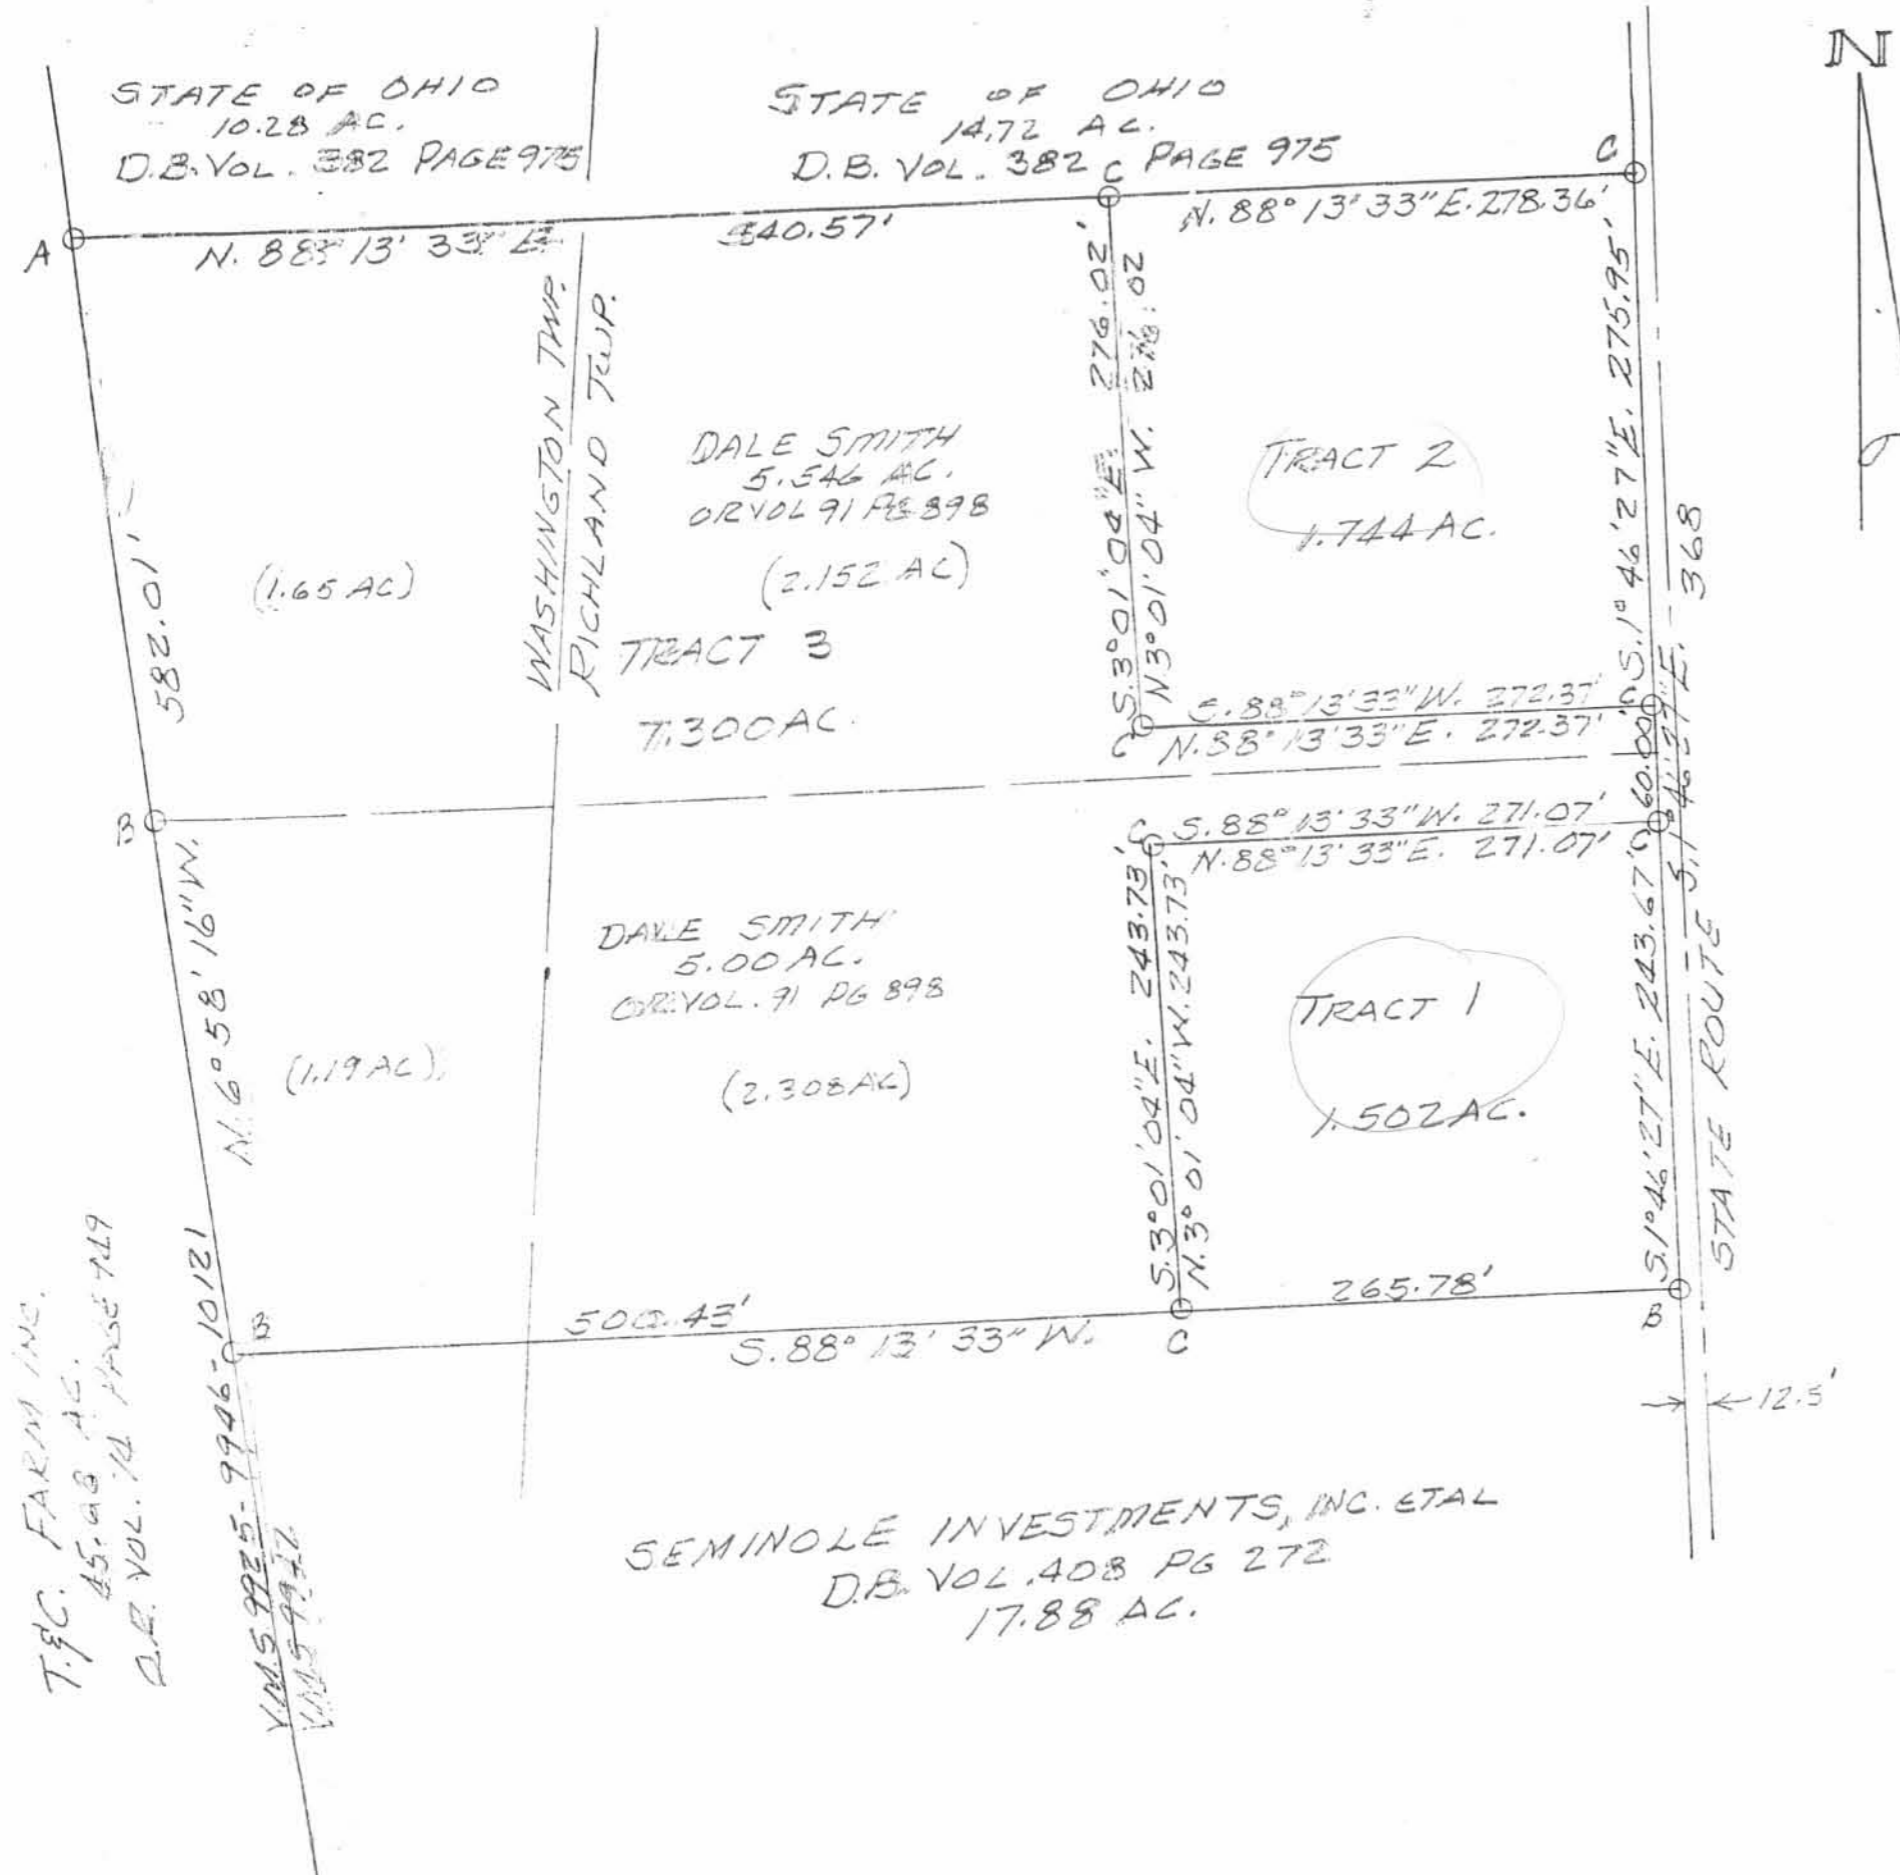 N
STATE OF OHIO
10.28 AC.
D.B. VOL. 382 PAGE 975
STATE OF OHIO
14.72 AC.
D.B. VOL. 382 PAGE 975
C
C
A
N. 88° 13' 33" E.
540.57'
N. 88° 13' 33" E. 278.36'
WASHINGTON TWP.
RICHLAND TWP.
S. 3° 01' 04" E. 276.02'
N. 3° 01' 04" W. 276.02
S. 1° 46' 27" E. 275.95'
DALE SMITH
5.546 AC.
OR VOL 91 PG 898
(2.152 AC)
(1.65 AC)
TRACT 3
7.300 AC.
TRACT 2
1.744 AC.
582.01'
N. 6° 58' 16" W.
C
S. 88° 13' 33" W. 272.37'
C
N. 88° 13' 33" E. 272.37'
60.00'
S. 1° 46' 27" E.
STATE ROUTE 368
B
C
S. 88° 13' 33" W. 271.07'
C
N. 88° 13' 33" E. 271.07'
DALE SMITH
5.00 AC.
OR. VOL. 91 PG 898
(2.308 AC)
(1.19 AC)
S. 3° 01' 04" E. 243.73'
N. 3° 01' 04" W. 243.73'
TRACT 1
1.502 AC.
S. 1° 46' 27" E. 243.67'
B
500.43'
S. 88° 13' 33" W.
C
265.78'
B
12.5'
T. & C. FARM INC.
AC.
O.R. VOL. 14 PAGE
V.M.S. 9925-9946-10121
V.M.S. 9947
SEMINOLE INVESTMENTS, INC. ETAL
D.B. VOL. 408 PG 272
17.88 AC.